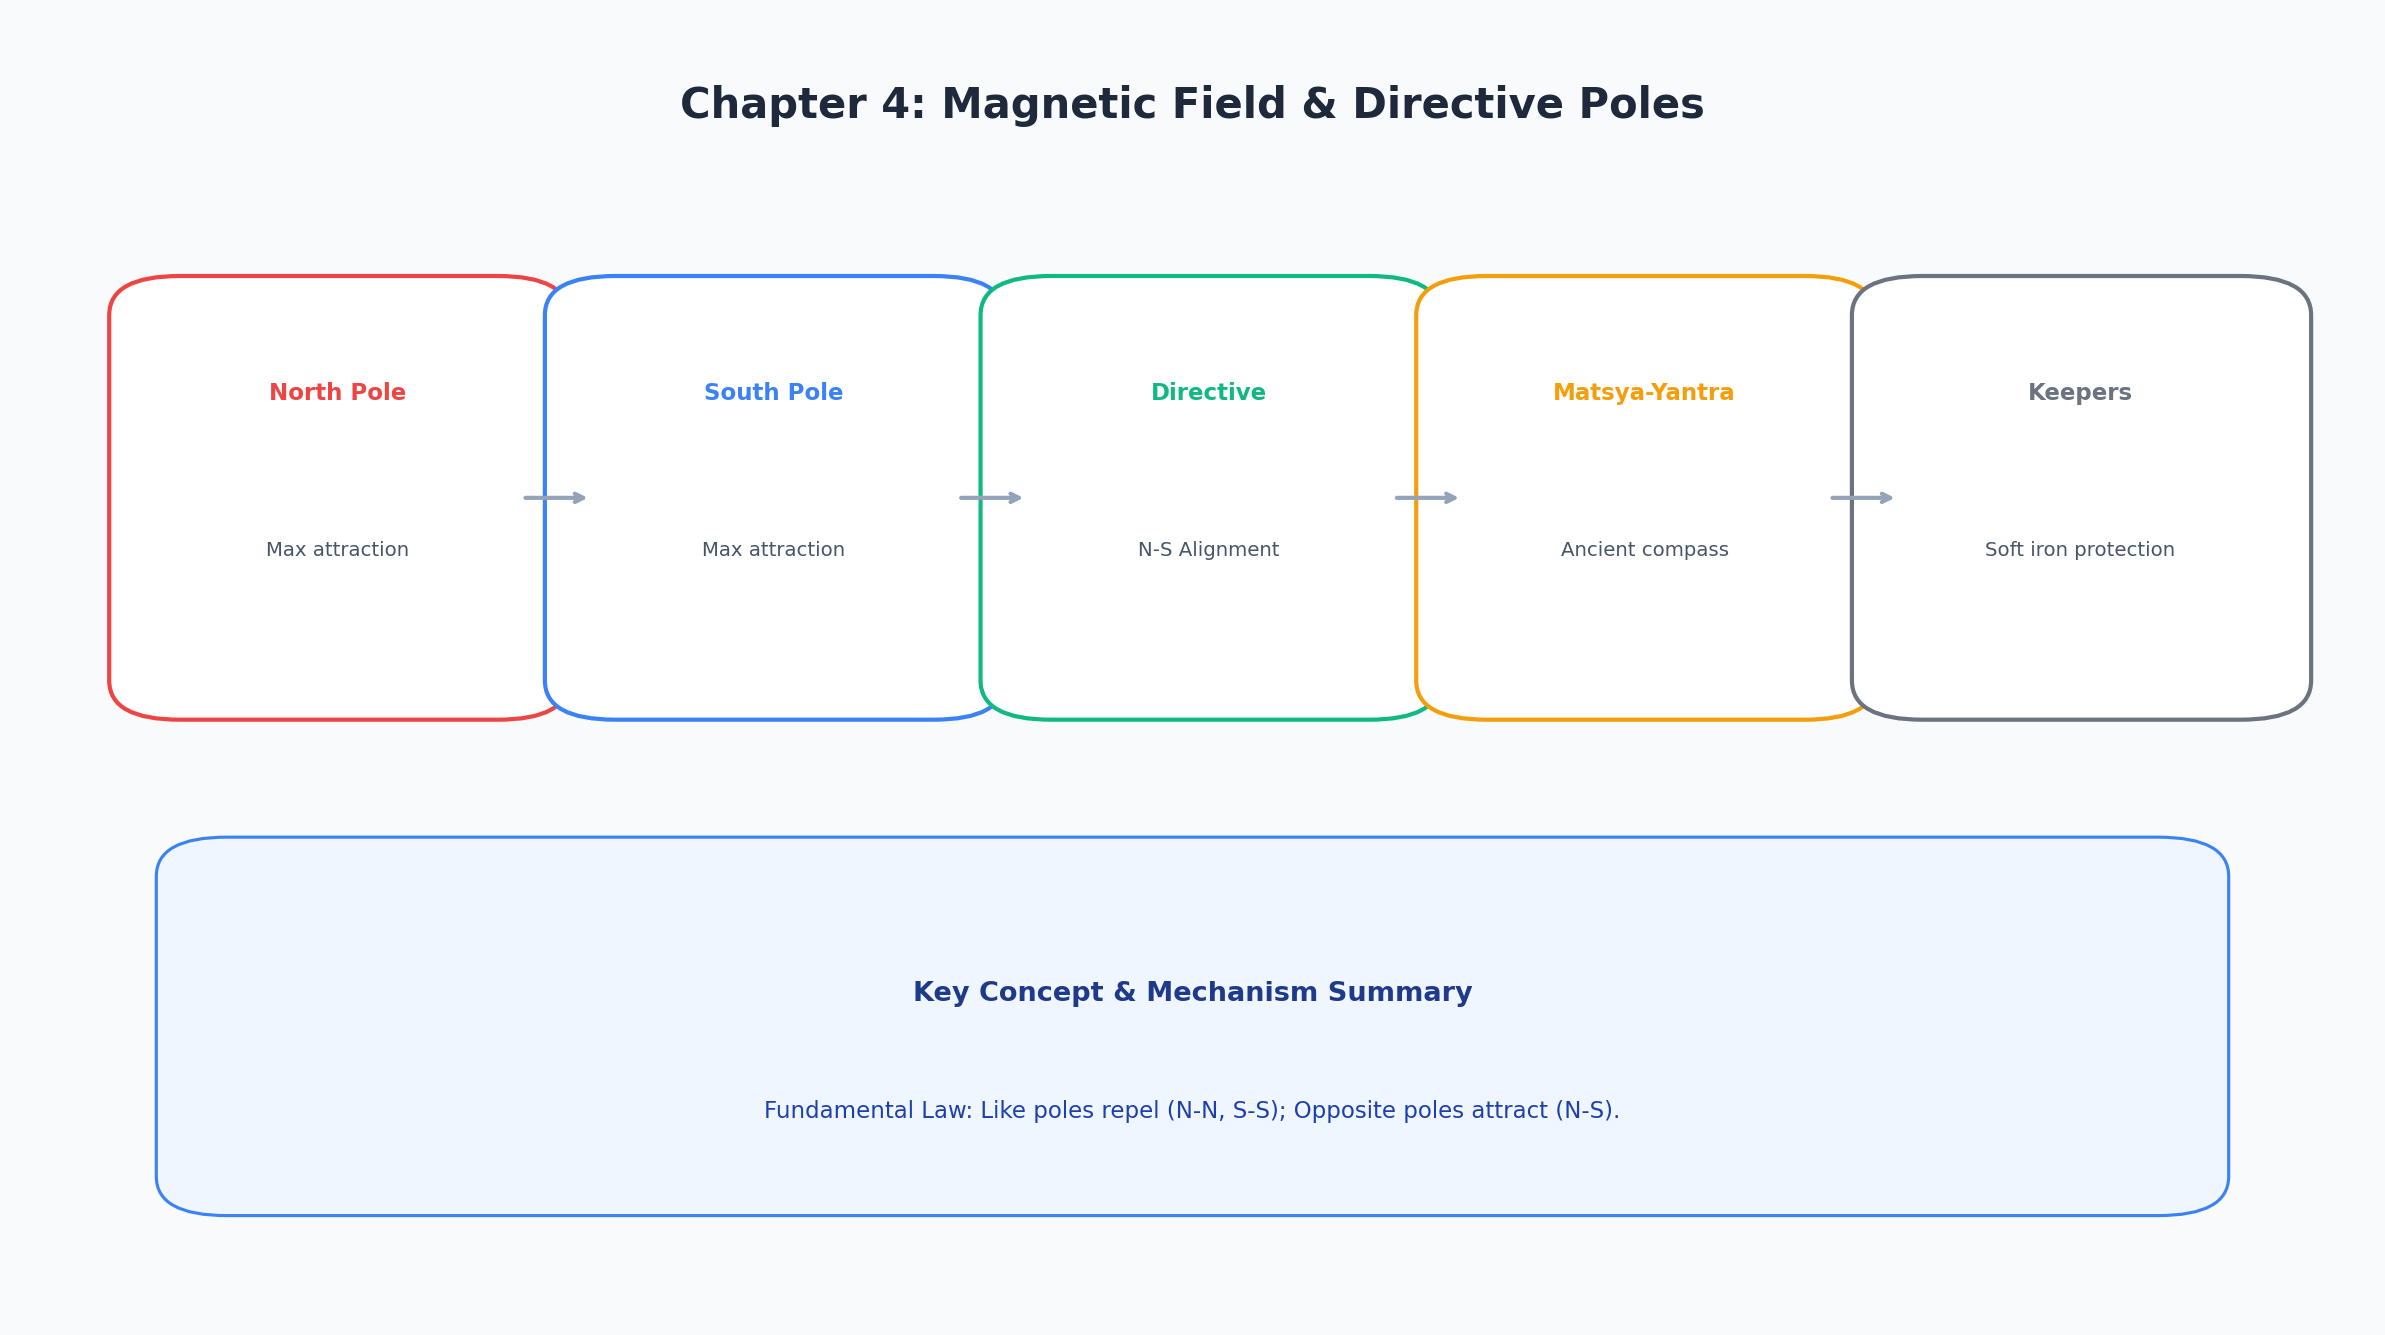 Chapter 4: Magnetic Field & Directive Poles
North Pole
Max attraction
South Pole
Max attraction
Directive
N-S Alignment
Matsya-Yantra
Ancient compass
Keepers
Soft iron protection
Key Concept & Mechanism Summary
Fundamental Law: Like poles repel (N-N, S-S); Opposite poles attract (N-S).